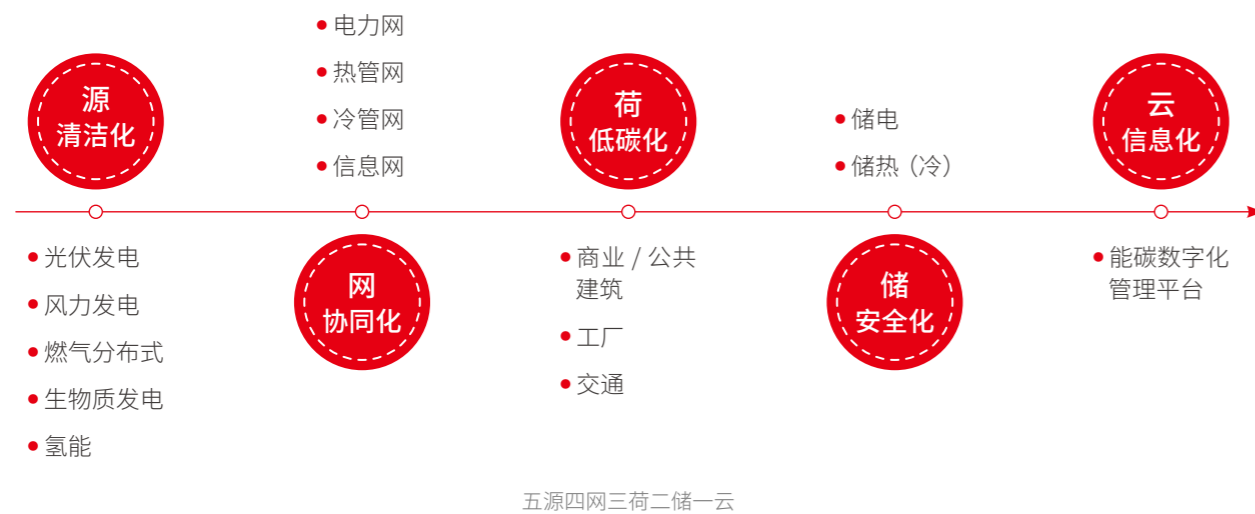 源
清洁化
光伏发电
风力发电
燃气分布式
生物质发电
氢能
电力网
热管网
冷管网
信息网
网
协同化
荷
低碳化
商业 / 公共
建筑
工厂
交通
储电
储热（冷）
储
安全化
云
信息化
能碳数字化
管理平台
五源四网三荷二储一云